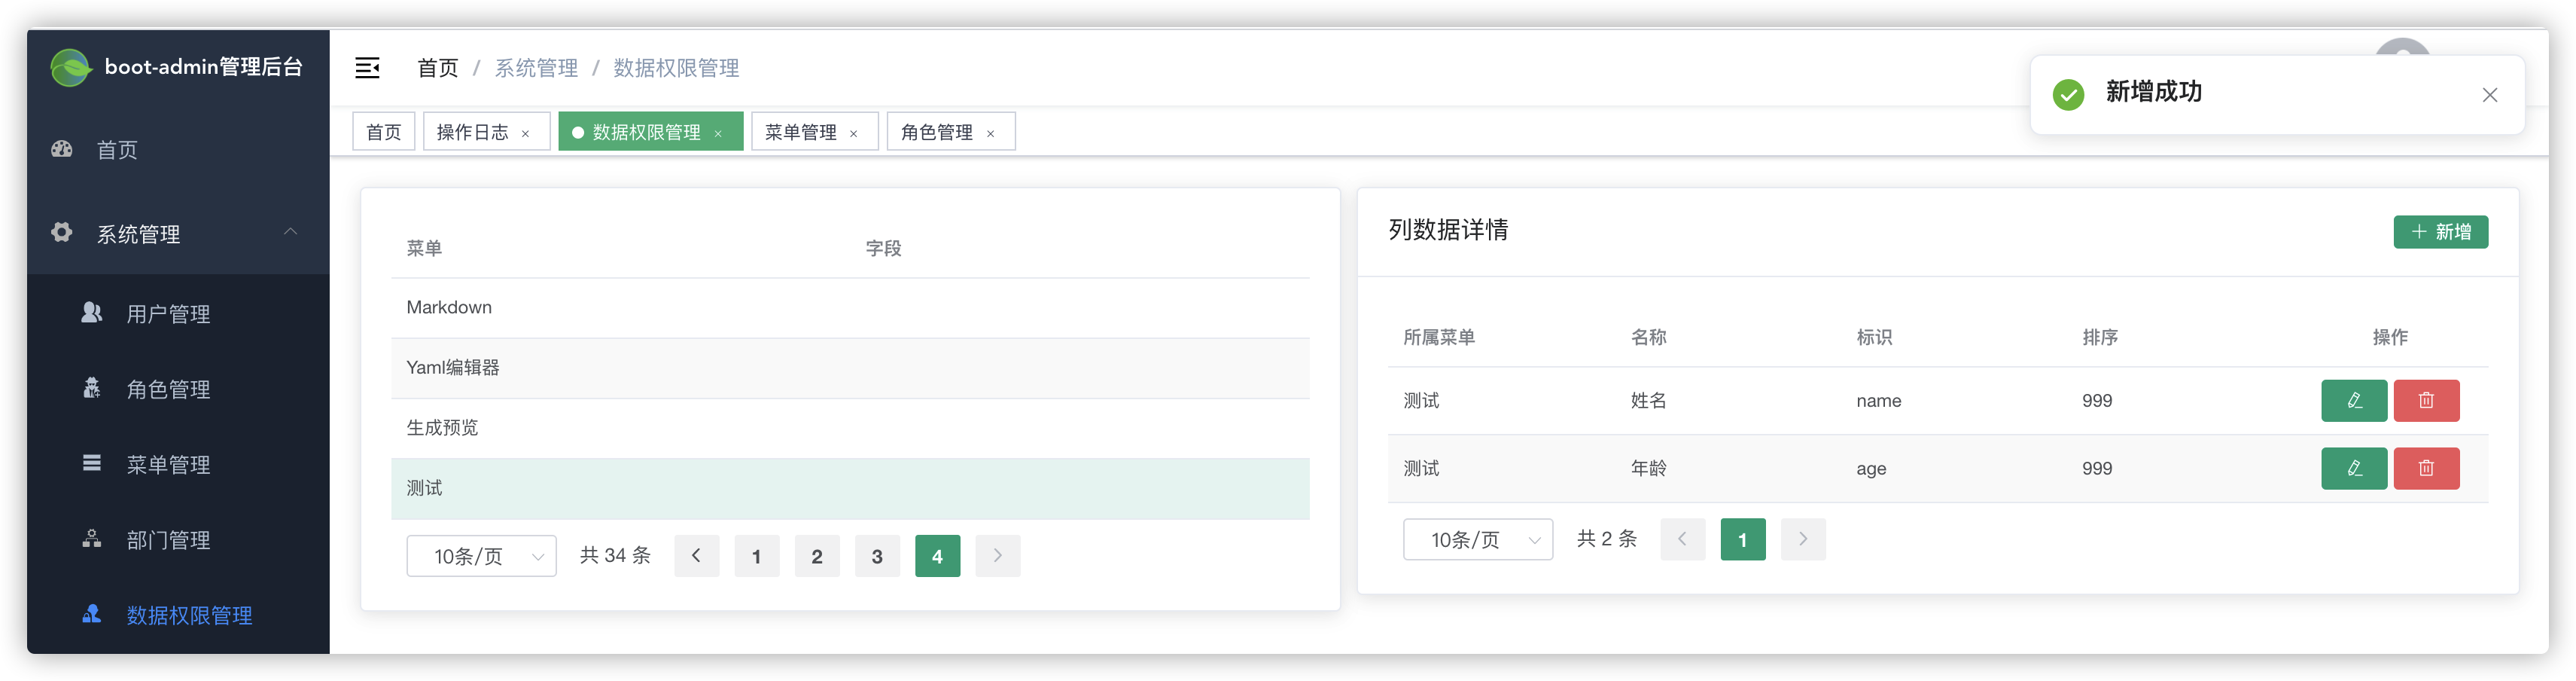 boot-admin管理后台
首页
系统管理
用户管理
角色管理
菜单管理
部门管理
数据权限管理
首页 / 系统管理 / 数据权限管理
新增成功
首页 操作日志 × 数据权限管理 × 菜单管理 × 角色管理 ×
菜单 字段
Markdown
Yaml编辑器
生成预览
测试
10条/页 共 34 条 1 2 3 4
列数据详情 新增
所属菜单 名称 标识 排序 操作
测试 姓名 name 999
测试 年龄 age 999
10条/页 共 2 条 1